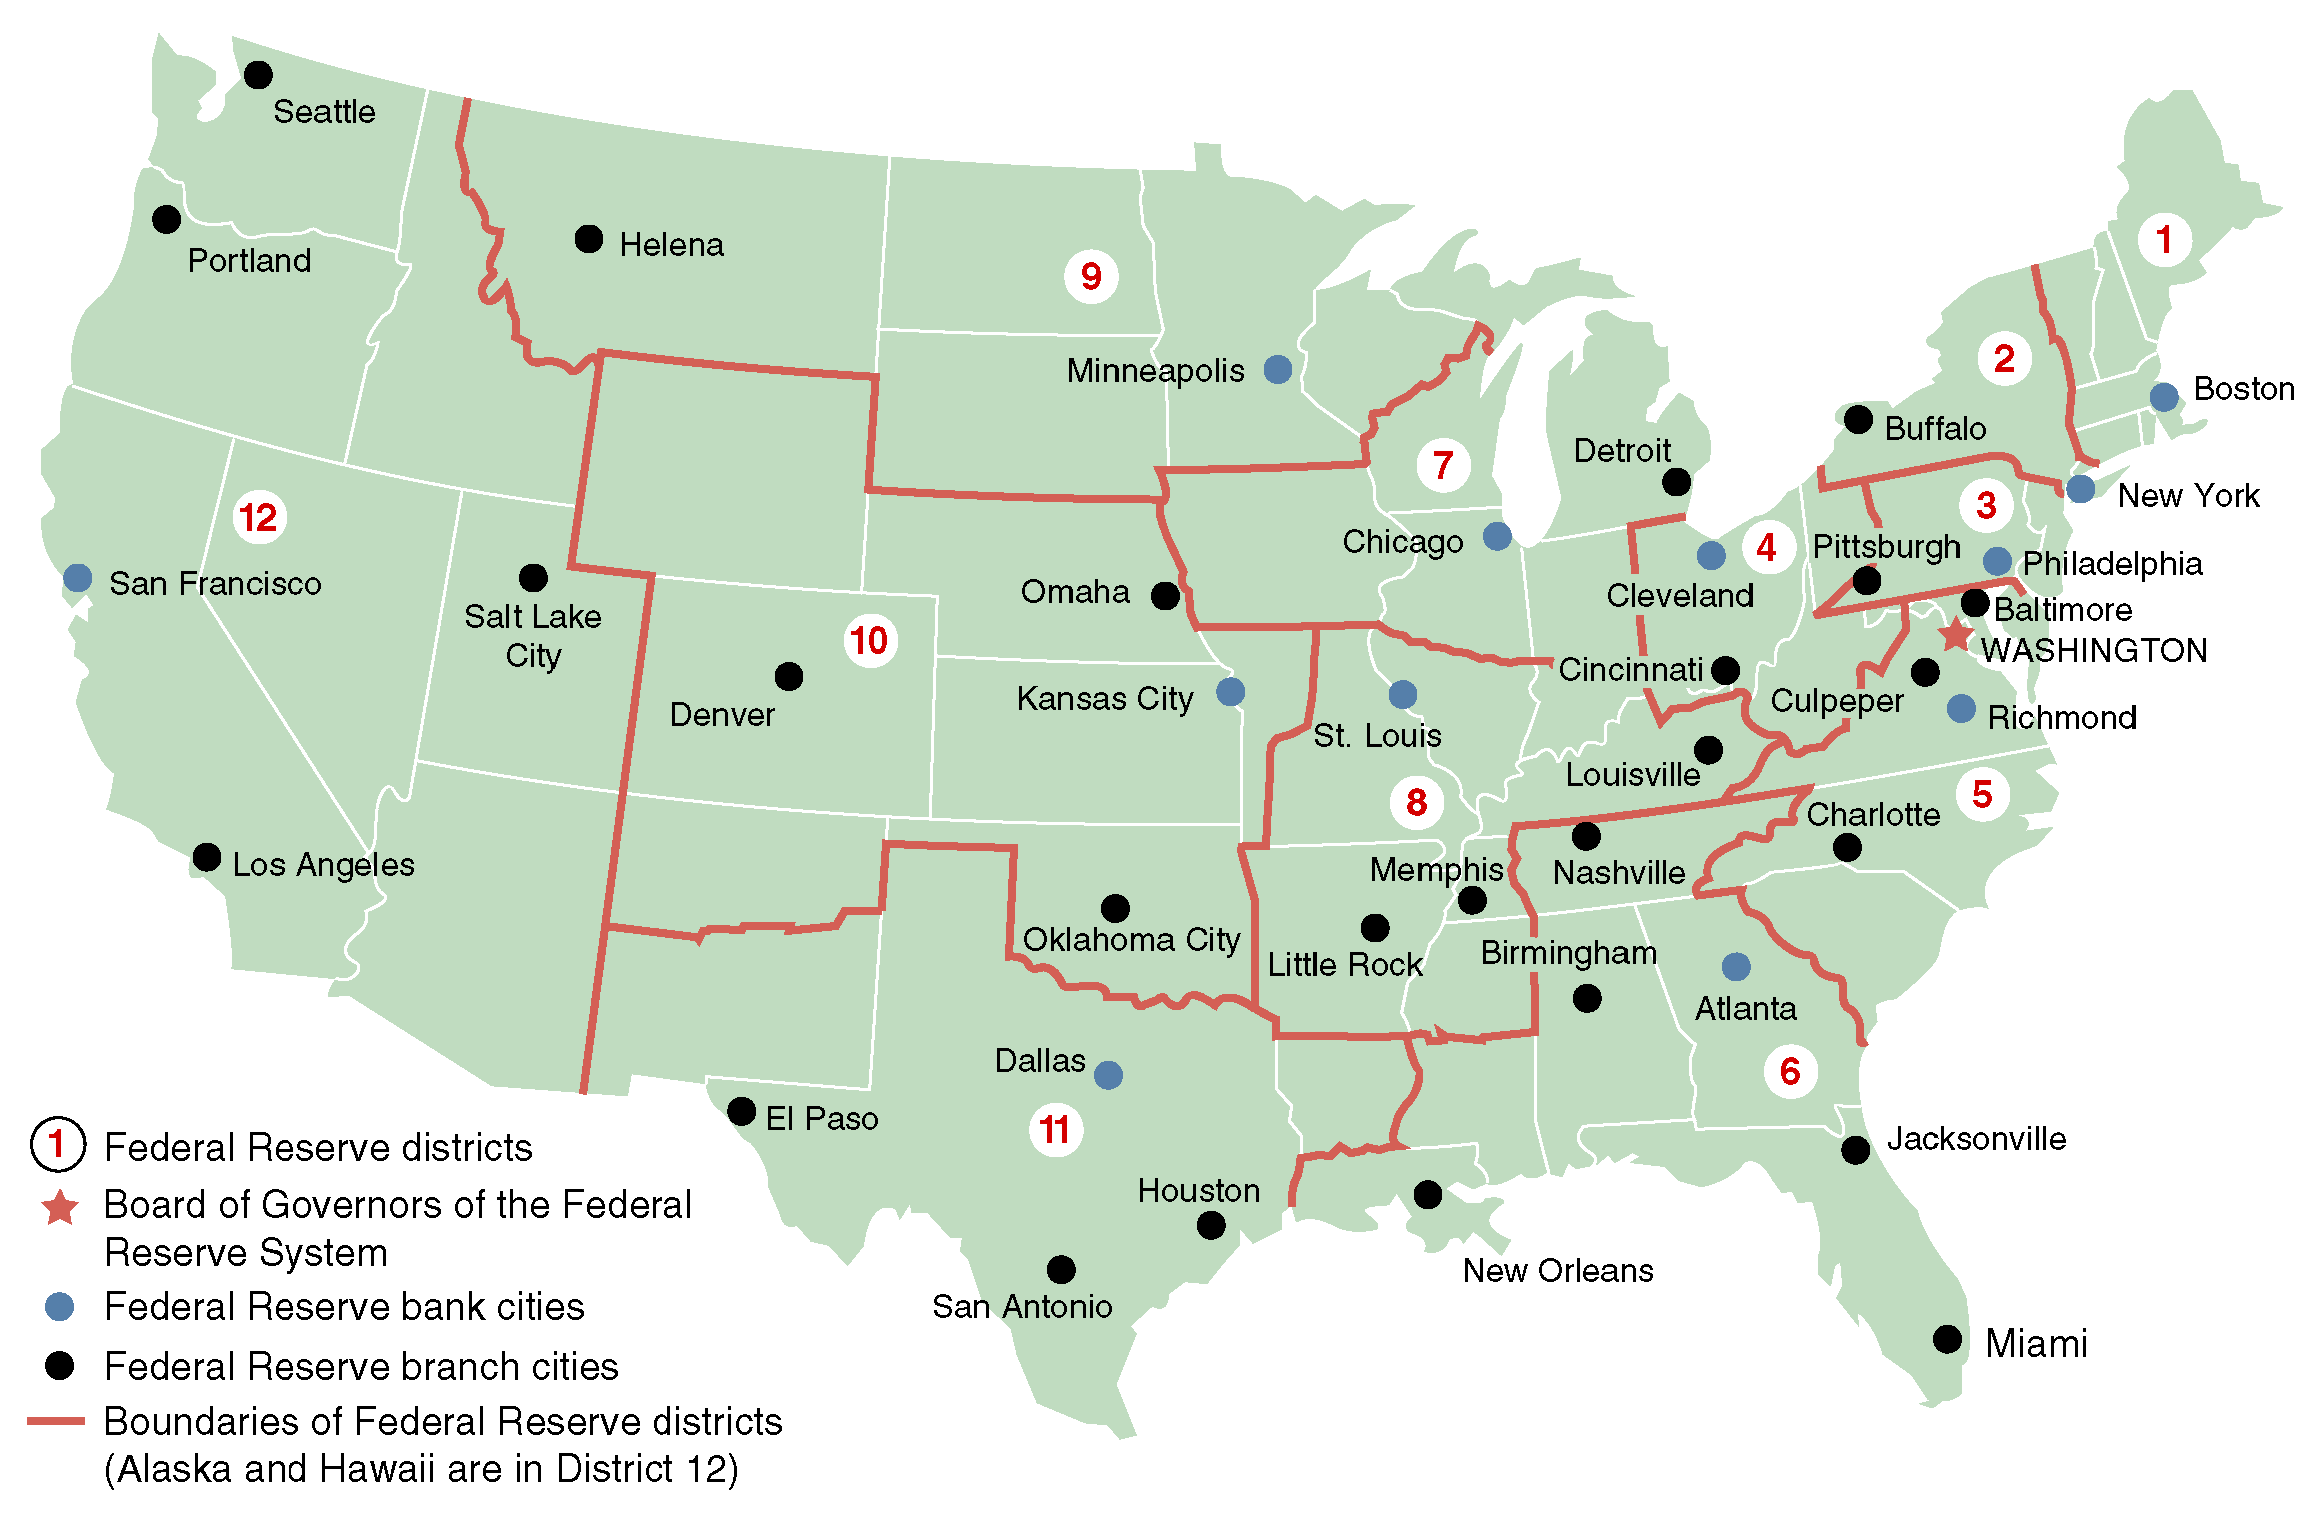 Seattle
Portland
Helena
9
1
Minneapolis
2
Boston
Buffalo
Detroit
7
12
New York
3
Chicago
4
Pittsburgh
San Francisco
Philadelphia
Omaha
Cleveland
Salt Lake
City
Baltimore
10
WASHINGTON
Cincinnati
Kansas City
Culpeper
Denver
Richmond
St. Louis
Louisville
8
5
Charlotte
Los Angeles
Memphis
Nashville
Oklahoma City
Little Rock
Birmingham
Atlanta
Dallas
6
El Paso
11
Jacksonville
Houston
New Orleans
San Antonio
Miami
1 Federal Reserve districts
Board of Governors of the Federal
Reserve System
Federal Reserve bank cities
Federal Reserve branch cities
Boundaries of Federal Reserve districts
(Alaska and Hawaii are in District 12)